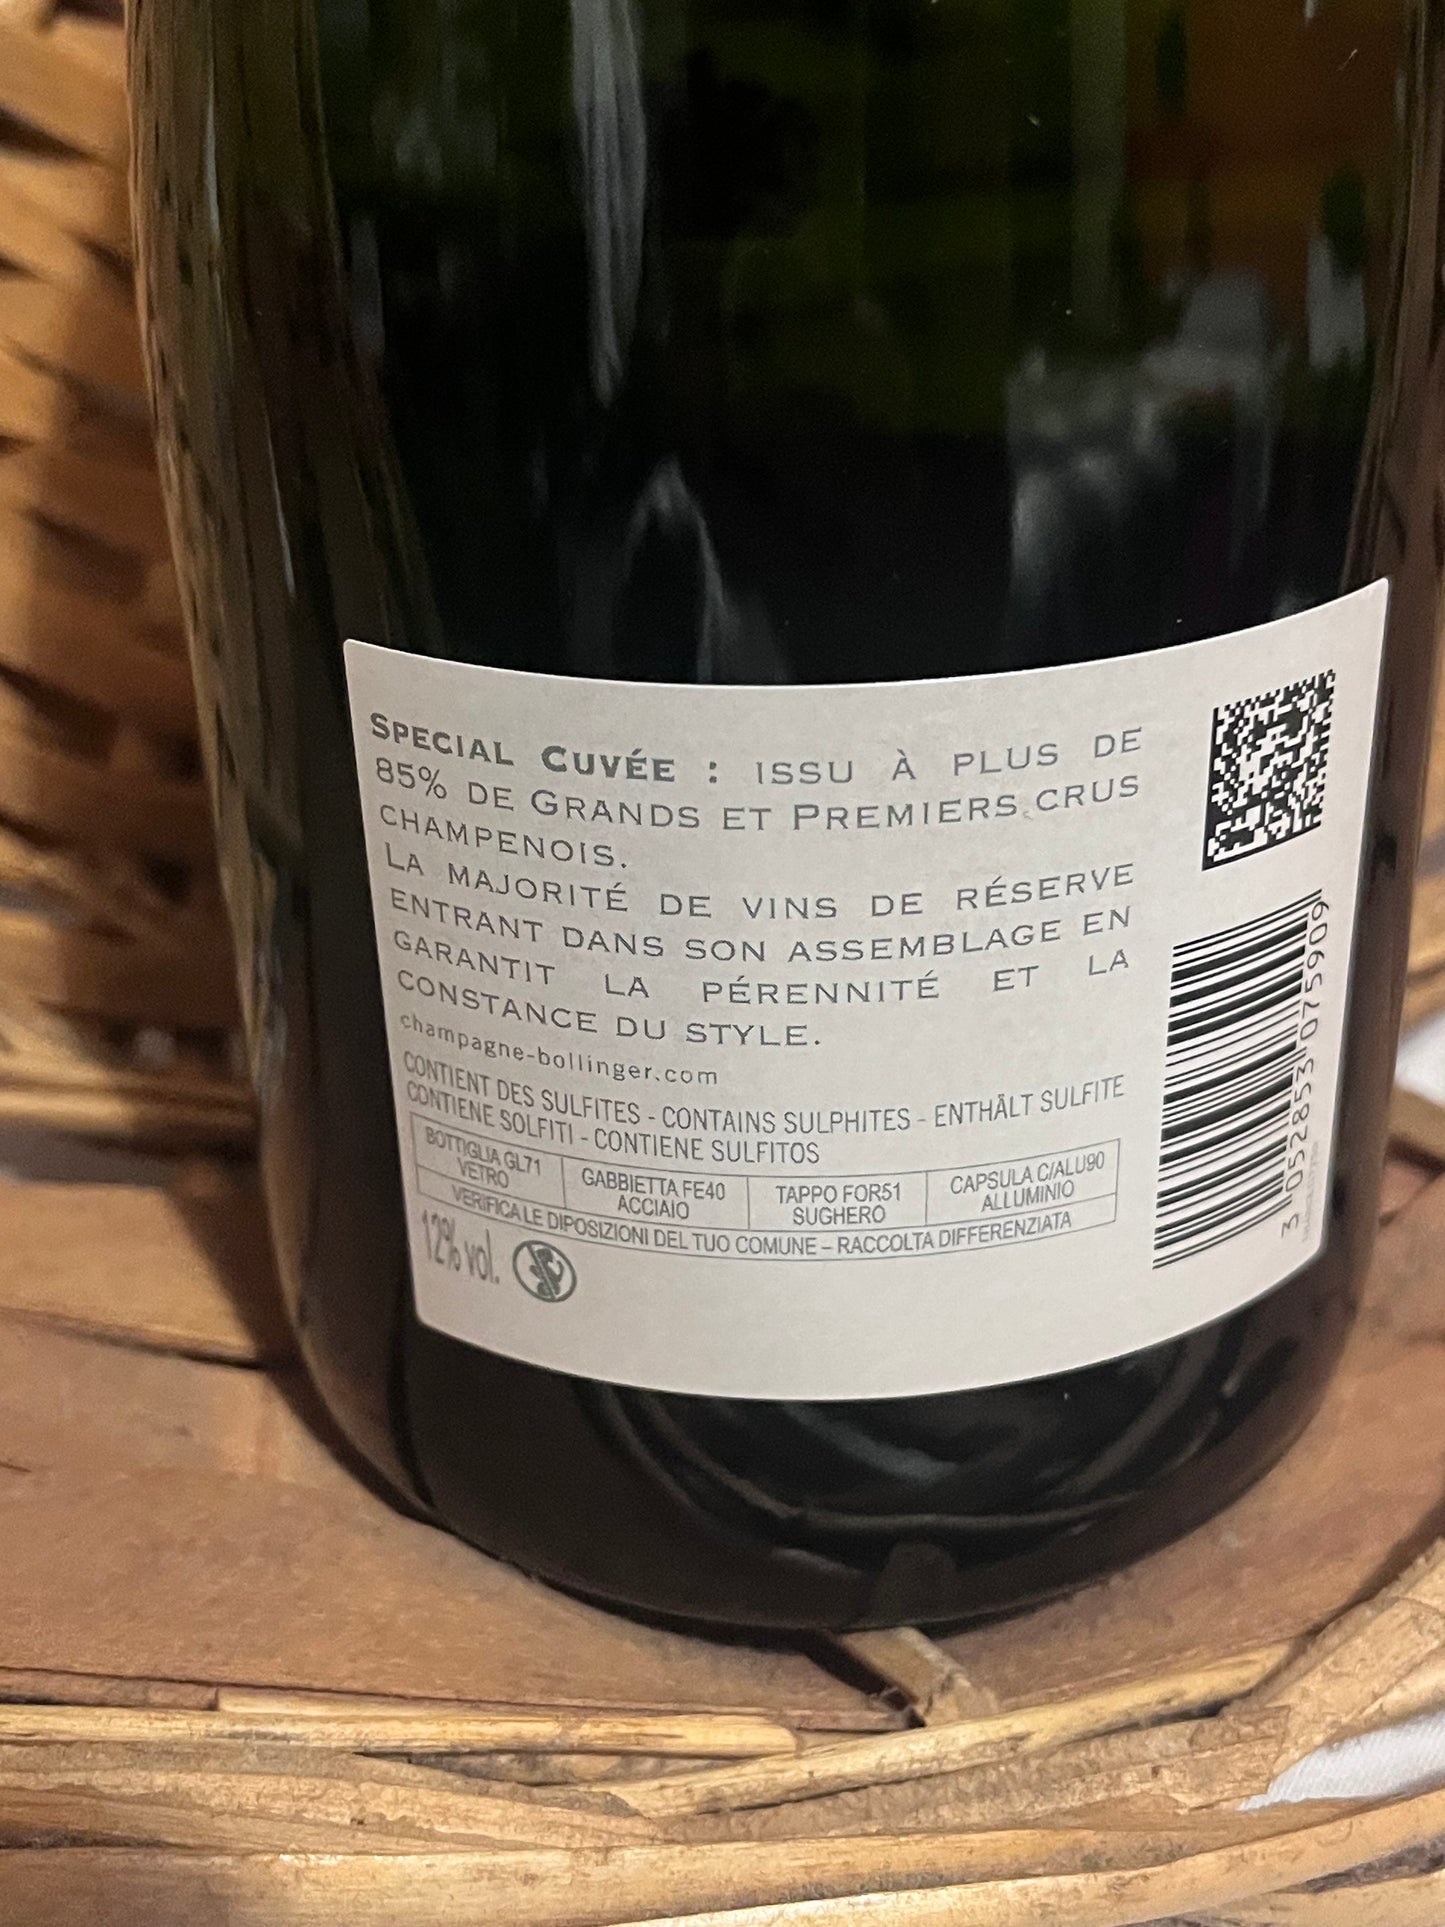 SPECIAL CUVÉE : ISSU À PLUS DE
85% DE GRANDS ET PREMIERS CRUS
CHAMPENOIS.
LA MAJORITÉ DE VINS DE RÉSERVE
ENTRANT DANS SON ASSEMBLAGE EN
GARANTIT LA PÉRENNITÉ ET LA
CONSTANCE DU STYLE.
champagne-bollinger.com
CONTIENT DES SULFITES - CONTAINS SULPHITES - ENTHÄLT SULFITE
CONTIENE SOLFITI - CONTIENE SULFITOS
BOTTIGLIA GL71
VETRO
GABBIETTA FE40
ACCIAIO
TAPPO FOR51
SUGHERO
CAPSULA C/ALU90
ALLUMINIO
VERIFICA LE DIPOSIZIONI DEL TUO COMUNE – RACCOLTA DIFFERENZIATA
12% vol.
3 052853 075909